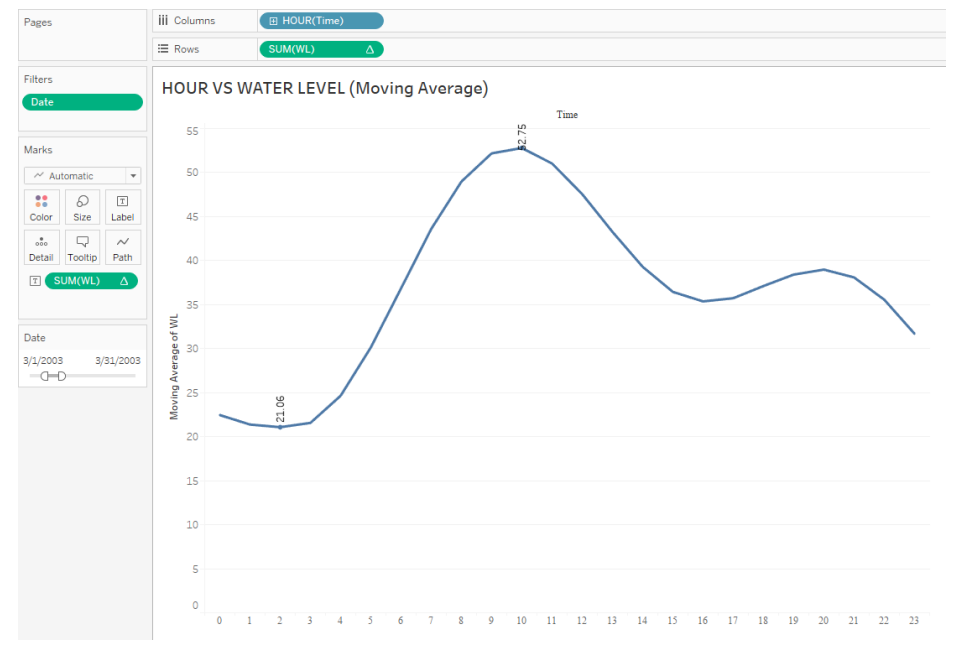 Pages
Columns
HOUR(Time)
Rows
SUM(WL)
Filters
Date
Marks
Automatic
Color Size Label
Detail Tooltip Path
SUM(WL)
Date
3/1/2003 3/31/2003
HOUR VS WATER LEVEL (Moving Average)
Time
Moving Average of WL
55
50
45
40
35
30
25
20
15
10
5
0
52.75
21.06
0 1 2 3 4 5 6 7 8 9 10 11 12 13 14 15 16 17 18 19 20 21 22 23